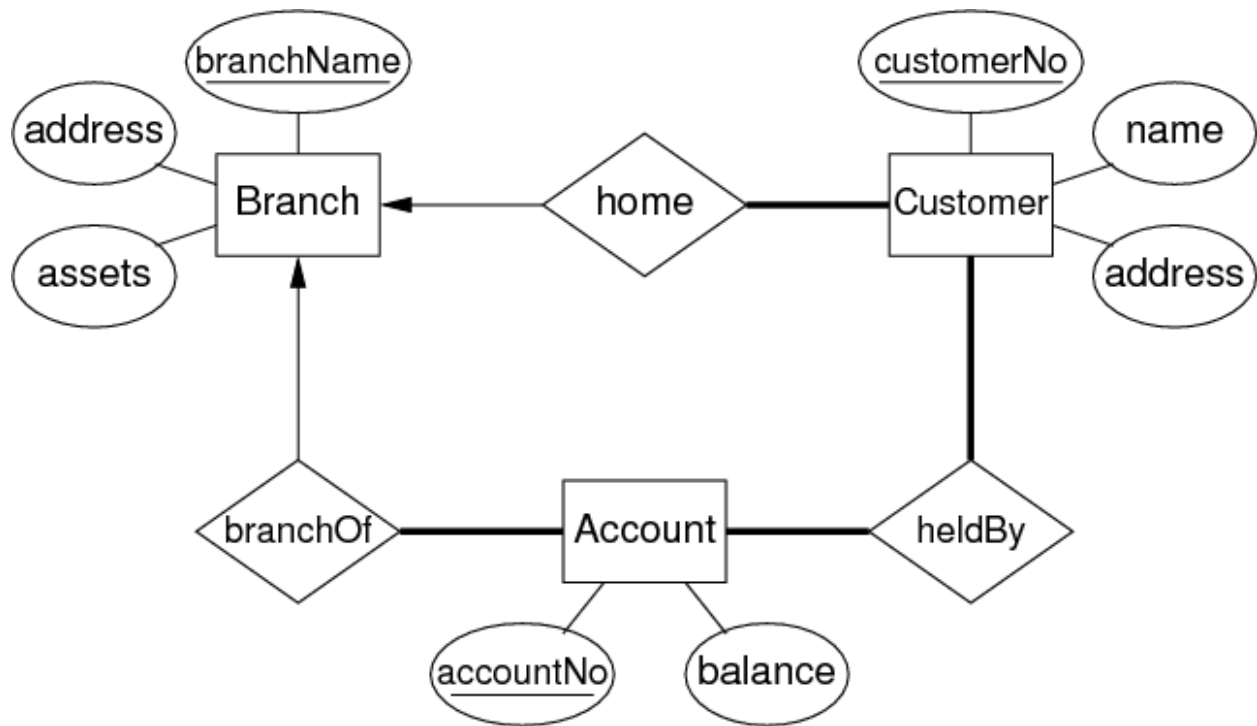 branchName
customerNo
address
name
Branch
home
Customer
assets
address
branchOf
Account
heldBy
accountNo
balance